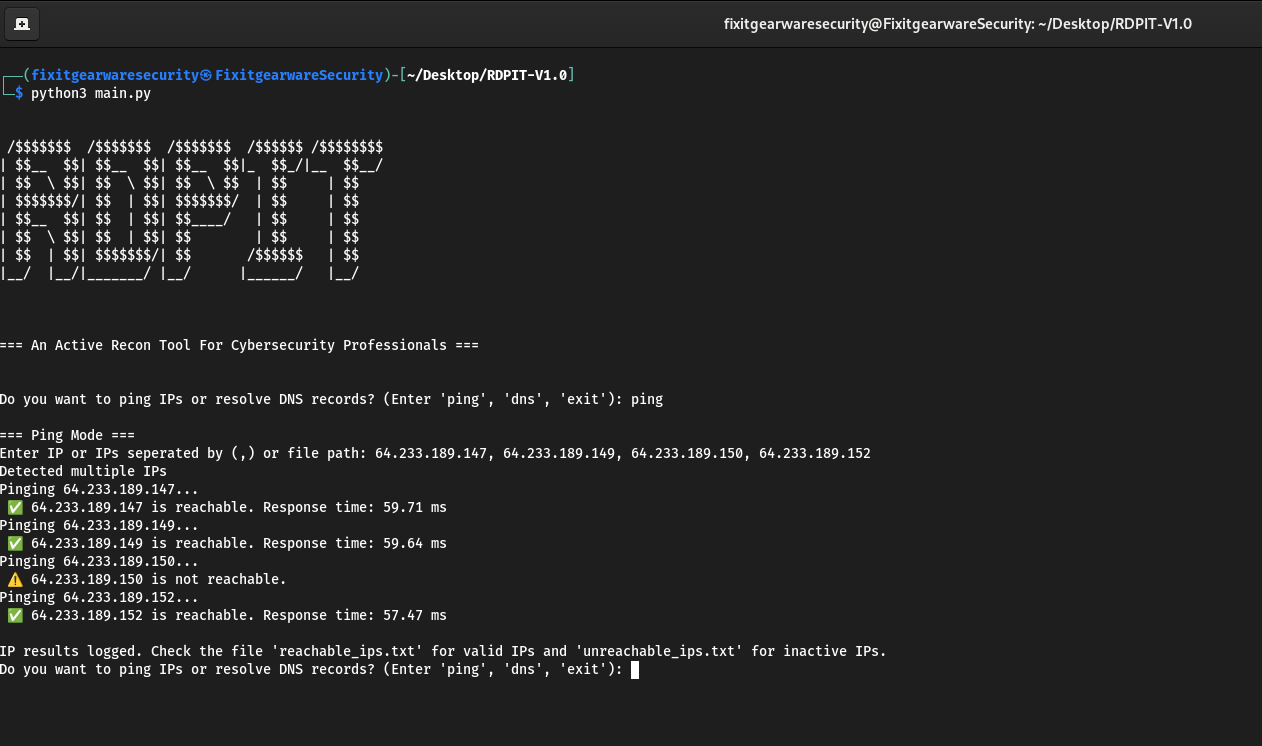 fixitgearwaresecurity@FixitgearwareSecurity: ~/Desktop/RDPIT-V1.0
┌──(fixitgearwaresecurity㉿FixitgearwareSecurity)-[~/Desktop/RDPIT-V1.0]
└─$ python3 main.py
 /$$$$$$$  /$$$$$$$  /$$$$$$$  /$$$$$$ /$$$$$$$$
| $$__  $$| $$__  $$| $$__  $$|_  $$_/|__  $$__/
| $$  \ $$| $$  \ $$| $$  \ $$  | $$     | $$
| $$$$$$$/| $$  | $$| $$$$$$$/  | $$     | $$
| $$__  $$| $$  | $$| $$____/   | $$     | $$
| $$  \ $$| $$  | $$| $$        | $$     | $$
| $$  | $$| $$$$$$$/| $$       /$$$$$$   | $$
|__/  |__/|_______/ |__/      |______/   |__/
=== An Active Recon Tool For Cybersecurity Professionals ===
Do you want to ping IPs or resolve DNS records? (Enter 'ping', 'dns', 'exit'): ping
=== Ping Mode ===
Enter IP or IPs seperated by (,) or file path: 64.233.189.147, 64.233.189.149, 64.233.189.150, 64.233.189.152
Detected multiple IPs
Pinging 64.233.189.147...
✅ 64.233.189.147 is reachable. Response time: 59.71 ms
Pinging 64.233.189.149...
✅ 64.233.189.149 is reachable. Response time: 59.64 ms
Pinging 64.233.189.150...
⚠️ 64.233.189.150 is not reachable.
Pinging 64.233.189.152...
✅ 64.233.189.152 is reachable. Response time: 57.47 ms
IP results logged. Check the file 'reachable_ips.txt' for valid IPs and 'unreachable_ips.txt' for inactive IPs.
Do you want to ping IPs or resolve DNS records? (Enter 'ping', 'dns', 'exit'):